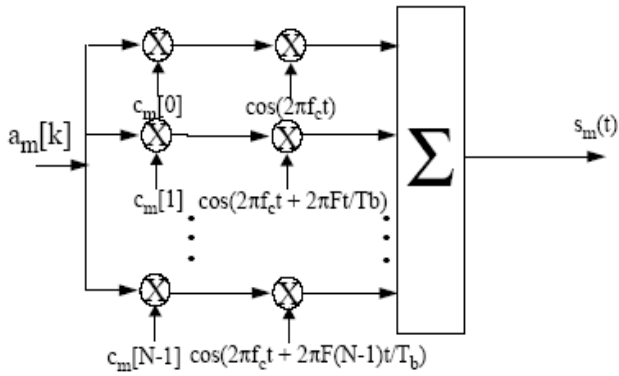 X X
c_m[0] cos(2πf_ct)
a_m[k] X X Σ s_m(t)
c_m[1] cos(2πf_ct + 2πFt/Tb)
X X
c_m[N-1] cos(2πf_ct + 2πF(N-1)t/T_b)